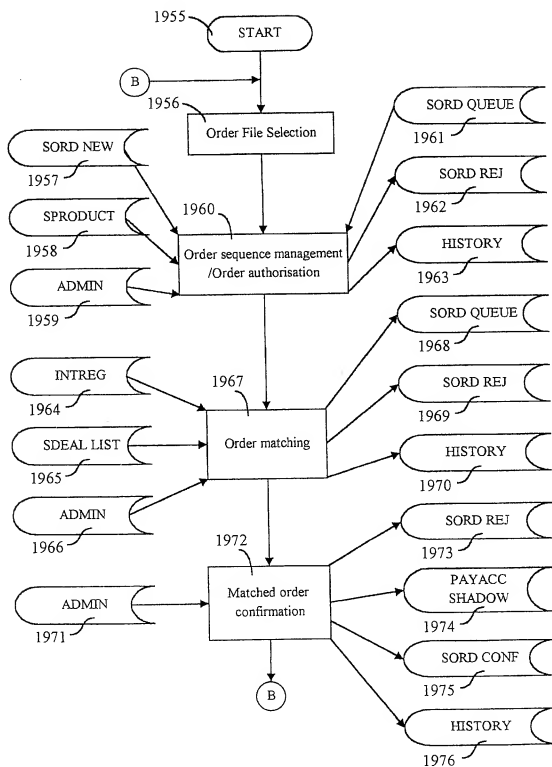 1955
START
B
1956
Order File Selection
SORD QUEUE
1961
SORD NEW
1957
SORD REJ
1962
SPRODUCT
1958
1960
Order sequence management
/Order authorisation
HISTORY
1963
ADMIN
1959
SORD QUEUE
1968
INTREG
1964
1967
Order matching
SORD REJ
1969
SDEAL LIST
1965
HISTORY
1970
ADMIN
1966
SORD REJ
1973
1972
Matched order
confirmation
PAYACC
SHADOW
1974
ADMIN
1971
SORD CONF
1975
B
HISTORY
1976